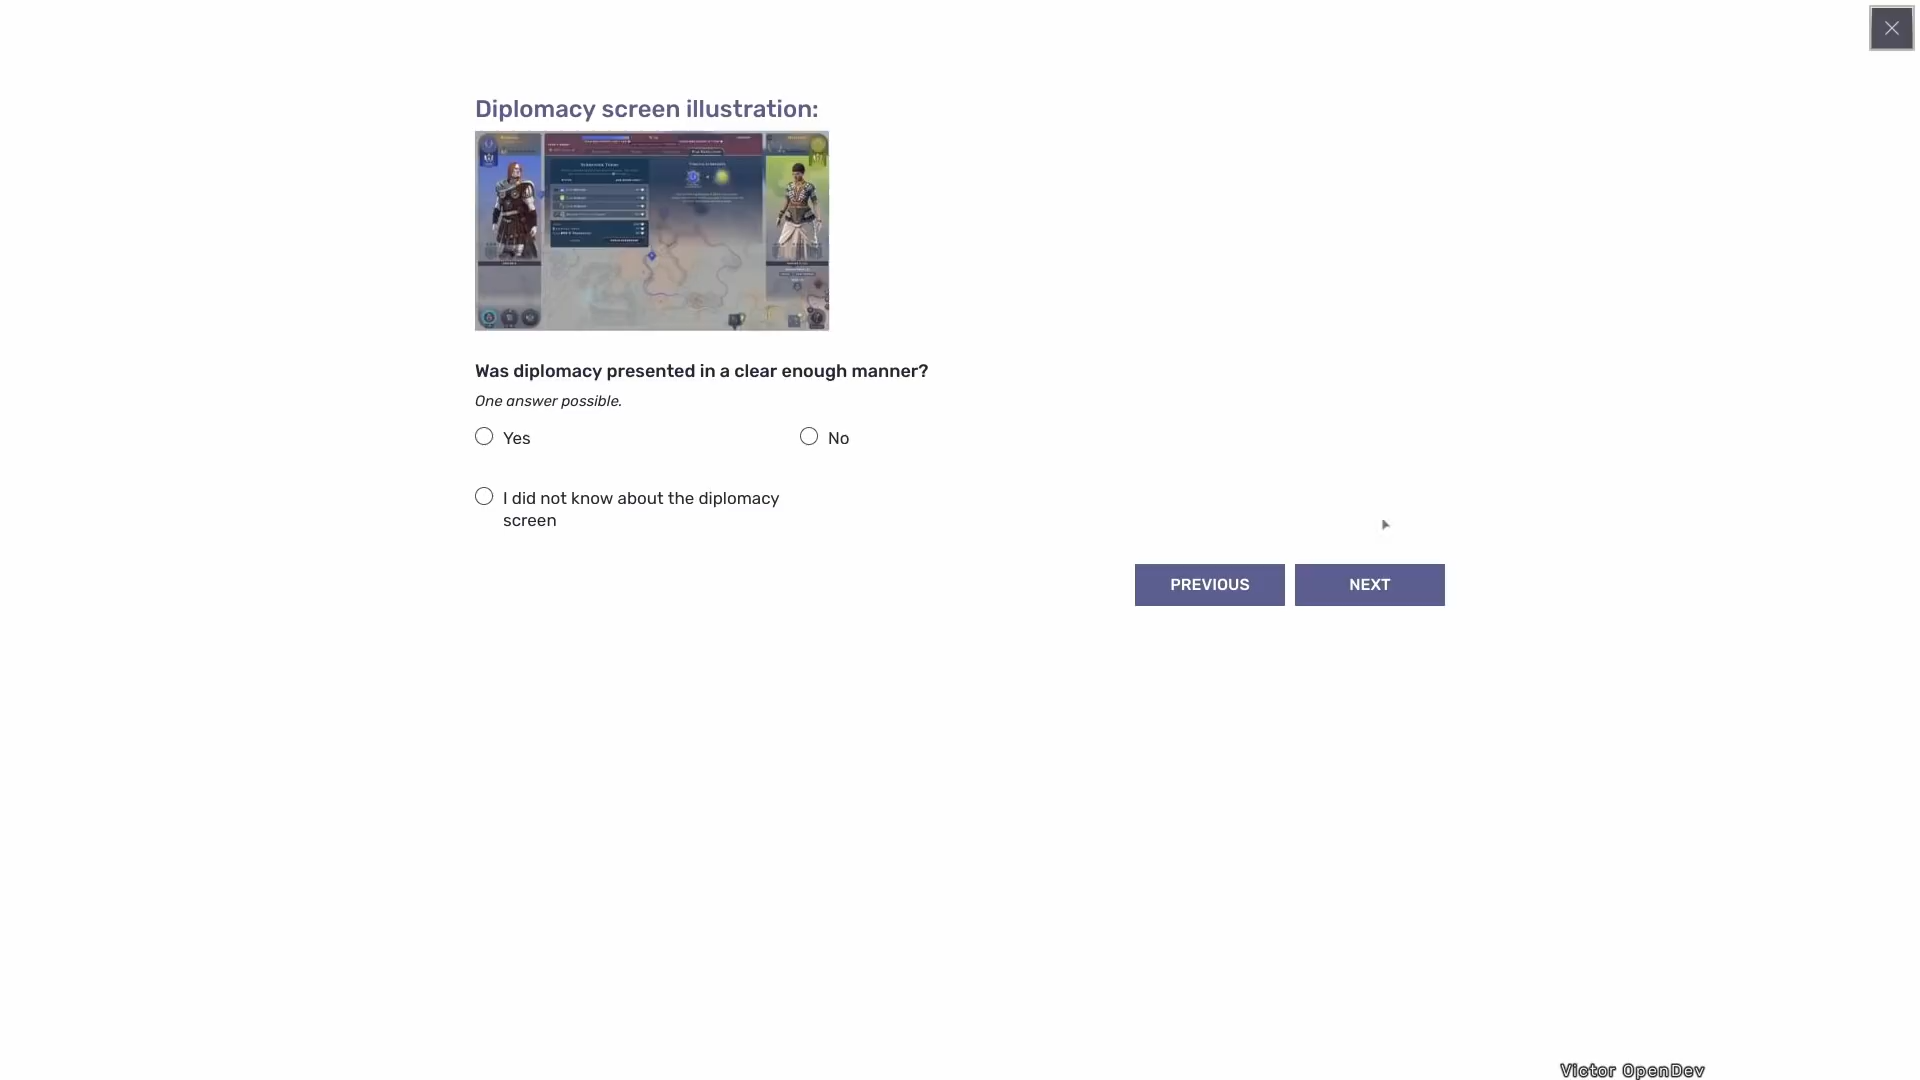 Diplomacy screen illustration:
Was diplomacy presented in a clear enough manner?
One answer possible.
Yes
No
I did not know about the diplomacy
screen
PREVIOUS
NEXT
Victor OpenDev